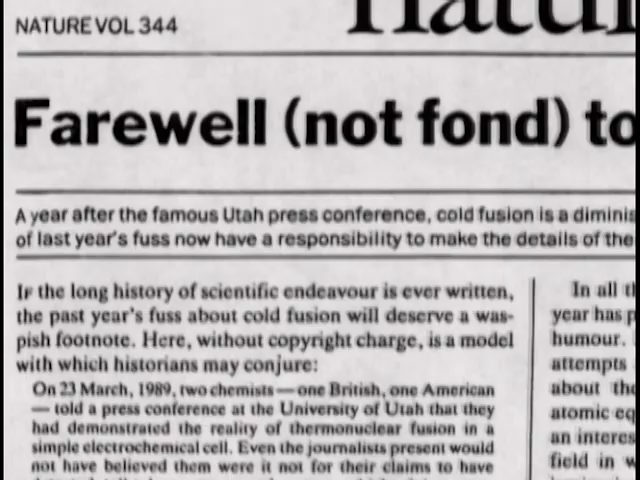 NATURE VOL 344
natur
Farewell (not fond) to
A year after the famous Utah press conference, cold fusion is a diminis
of last year's fuss now have a responsibility to make the details of the
IF the long history of scientific endeavour is ever written,
the past year's fuss about cold fusion will deserve a was-
pish footnote. Here, without copyright charge, is a model
with which historians may conjure:
On 23 March, 1989, two chemists — one British, one American
— told a press conference at the University of Utah that they
had demonstrated the reality of thermonuclear fusion in a
simple electrochemical cell. Even the journalists present would
not have believed them were it not for their claims to have
In all th
year has p
humour.
attempts
about the
atomic eq
an interes
field in w